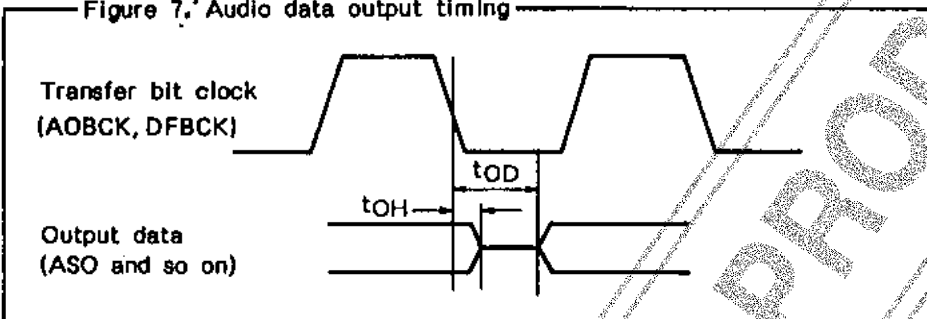 Figure 7. Audio data output timing
Transfer bit clock
(AOBCK, DFBCK)
tOD
tOH
Output data
(ASO and so on)
PROD